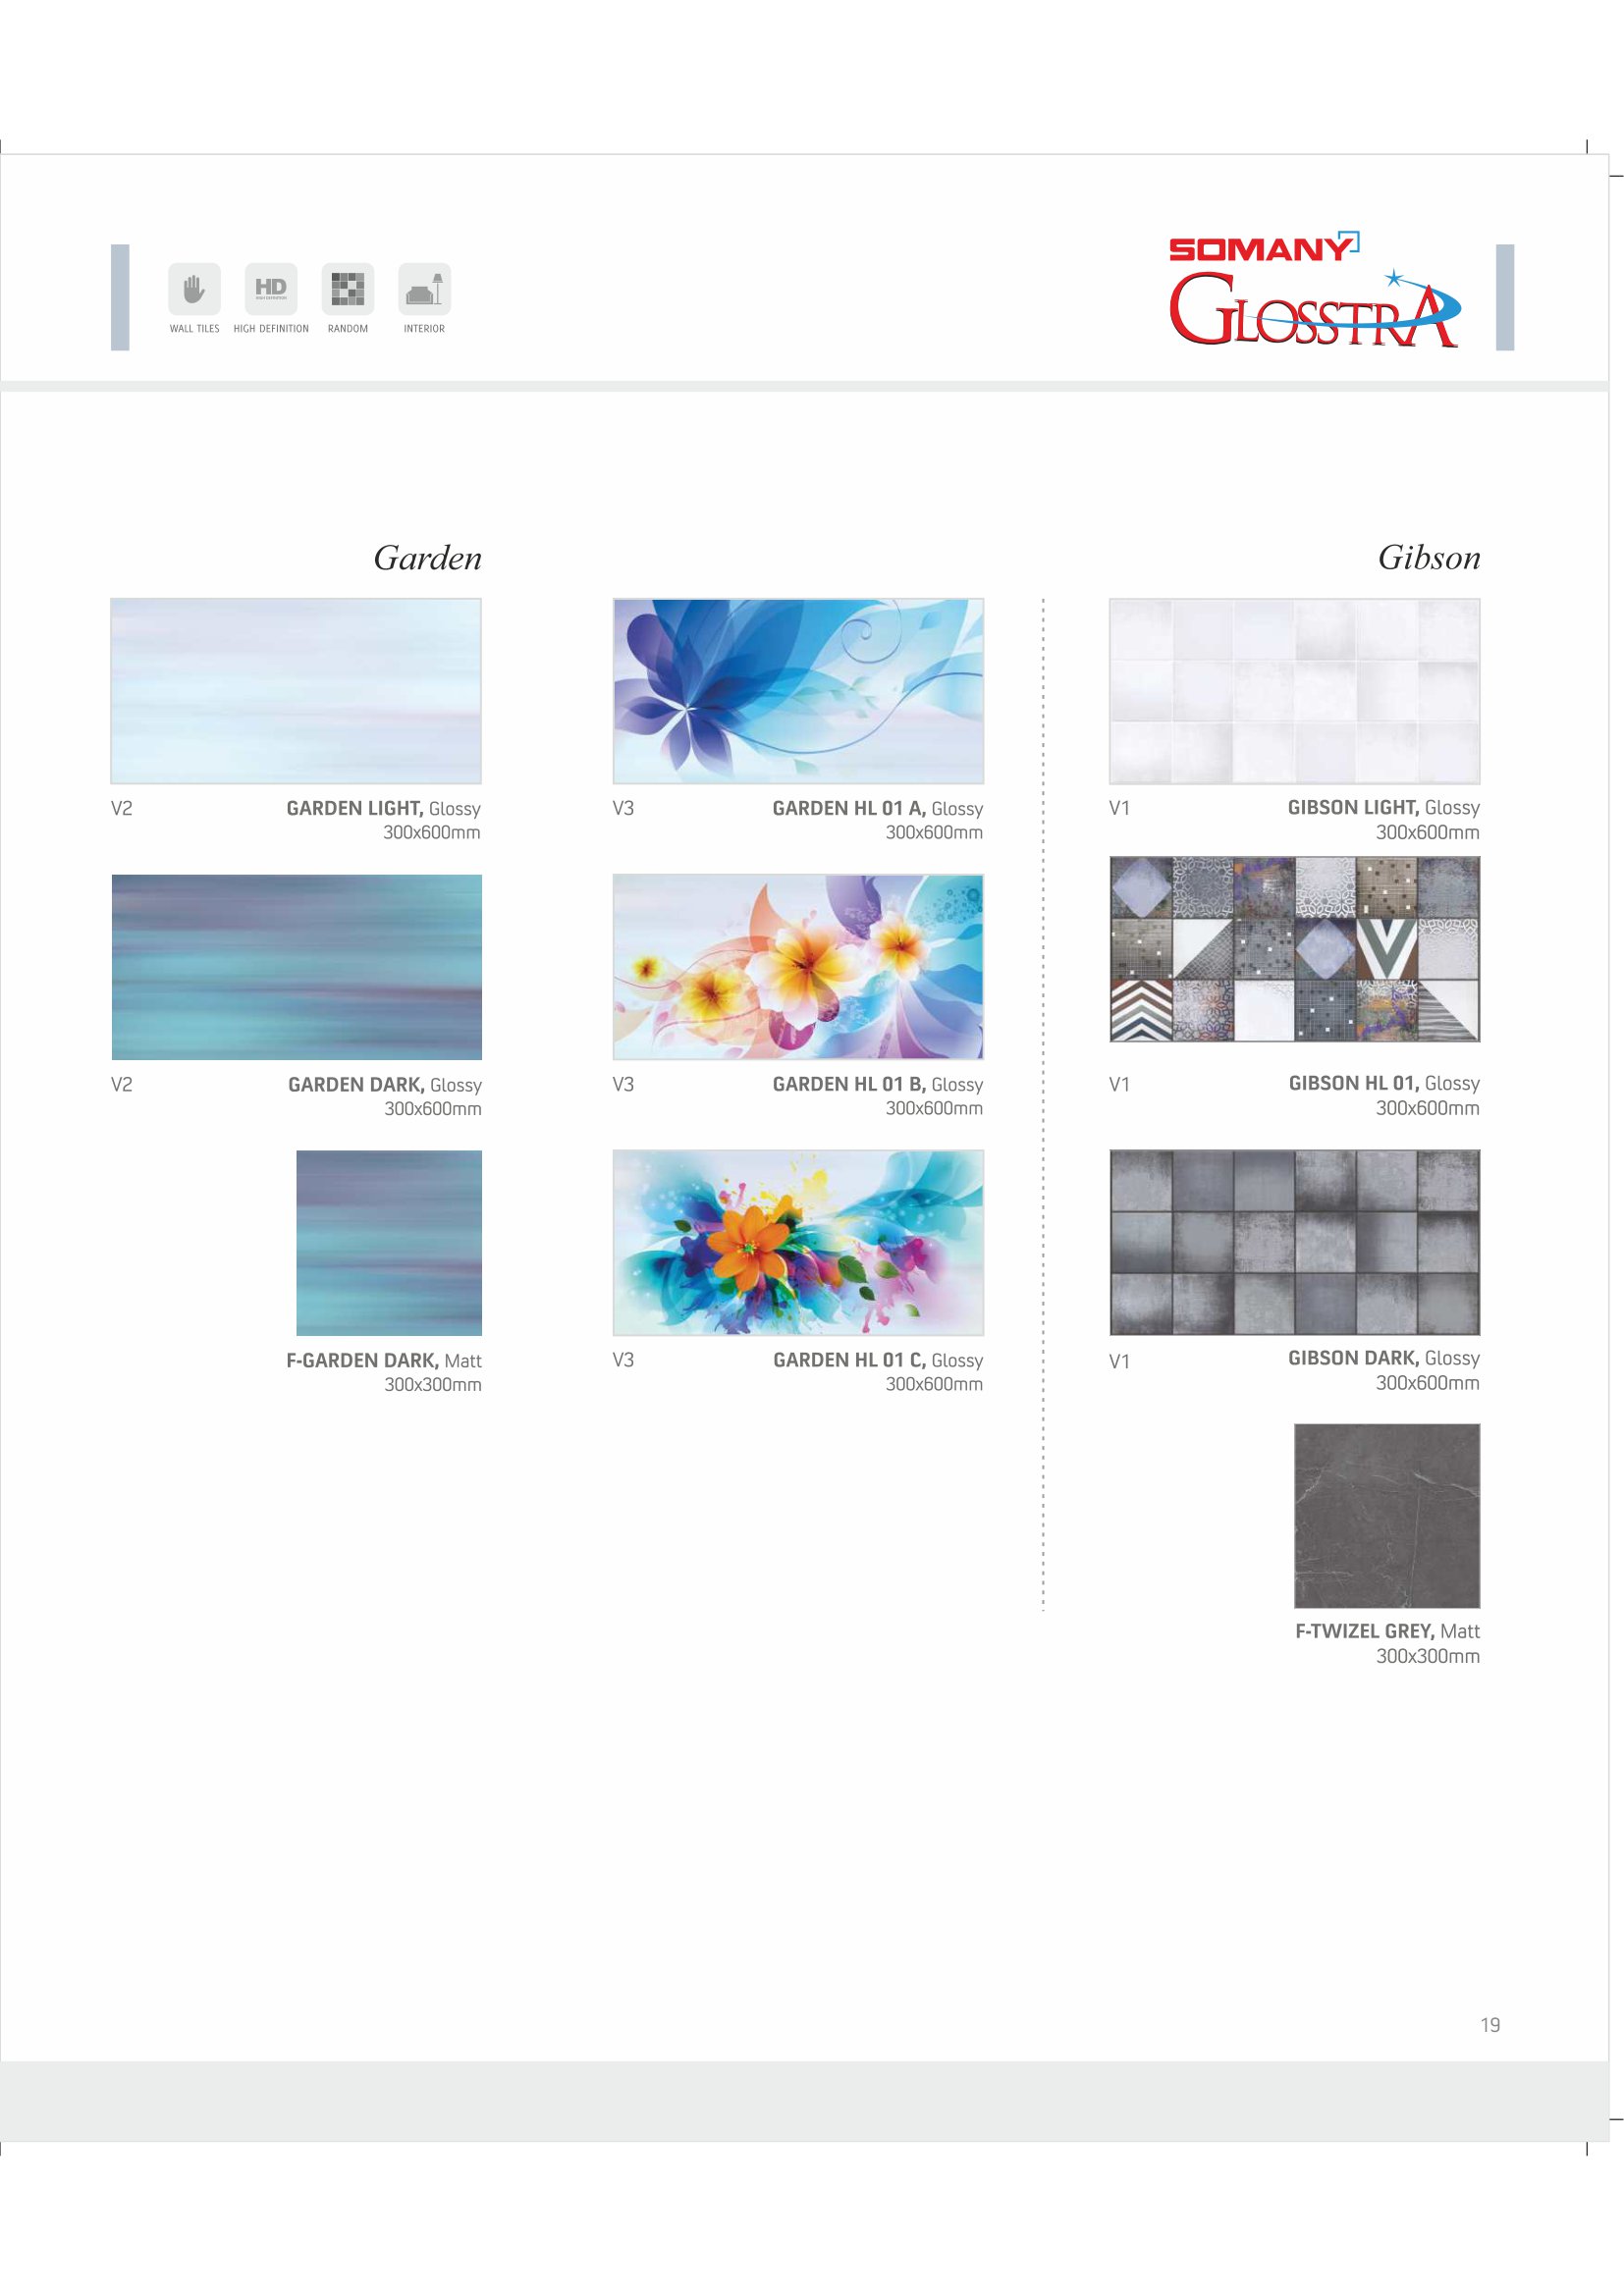 SOMANY
GLOSSTRA
HD
WALL TILES
HIGH DEFINITION
RANDOM
INTERIOR
Garden
V2 GARDEN LIGHT, Glossy
300x600mm
V2 GARDEN DARK, Glossy
300x600mm
F-GARDEN DARK, Matt
300x300mm
V3 GARDEN HL 01 A, Glossy
300x600mm
V3 GARDEN HL 01 B, Glossy
300x600mm
V3 GARDEN HL 01 C, Glossy
300x600mm
Gibson
V1 GIBSON LIGHT, Glossy
300x600mm
V1 GIBSON HL 01, Glossy
300x600mm
V1 GIBSON DARK, Glossy
300x600mm
F-TWIZEL GREY, Matt
300x300mm
19